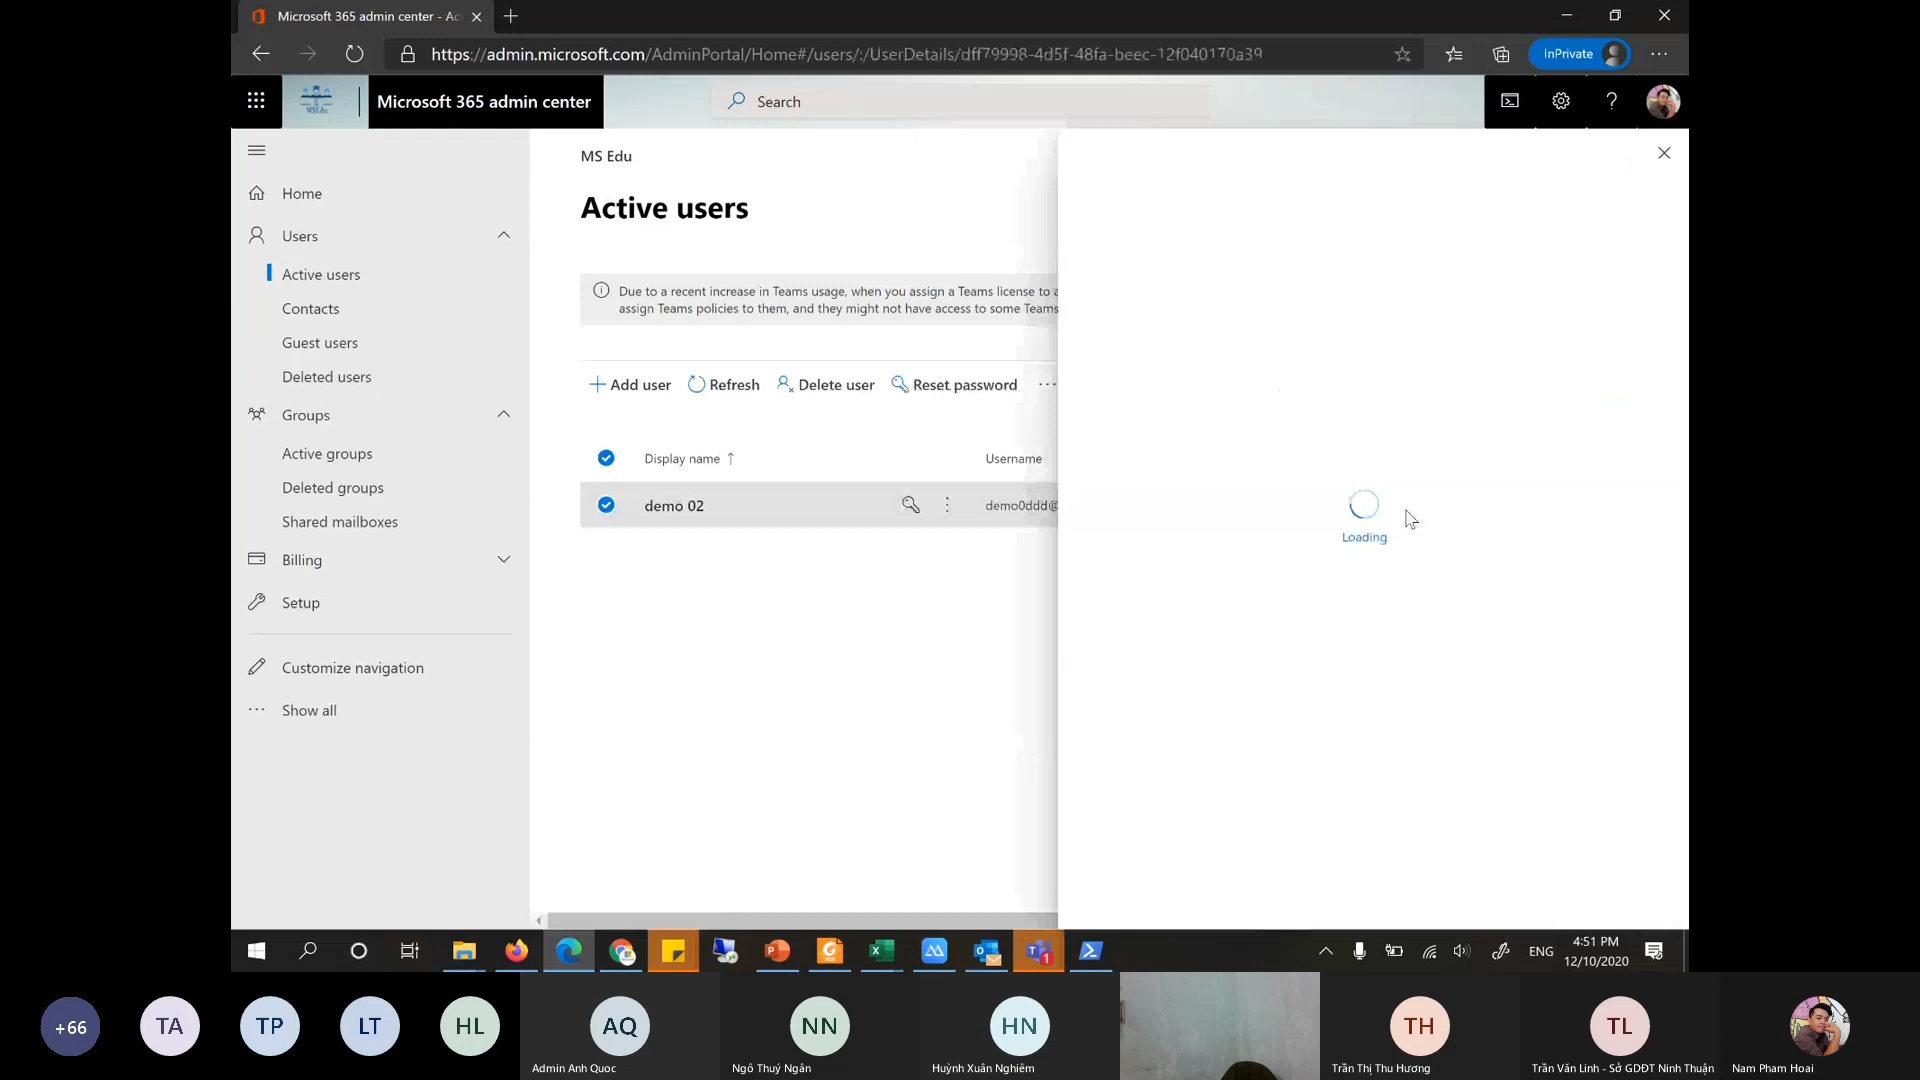 Microsoft 365 admin center - Ac
https://admin.microsoft.com/AdminPortal/Home#/users/:/UserDetails/dff79998-4d5f-48fa-beec-12f040170a39
InPrivate
MSEdu
Microsoft 365 admin center
Search
Home
Users
Active users
Contacts
Guest users
Deleted users
Groups
Active groups
Deleted groups
Shared mailboxes
Billing
Setup
Customize navigation
Show all
MS Edu
Active users
Due to a recent increase in Teams usage, when you assign a Teams license to a
assign Teams policies to them, and they might not have access to some Teams
Add user
Refresh
Delete user
Reset password
Display name ↑
Username
demo 02
demo0ddd@
Loading
ENG
4:51 PM
12/10/2020
+66
TA
TP
LT
HL
AQ
Admin Anh Quoc
NN
Ngô Thuý Ngân
HN
Huỳnh Xuân Nghiêm
TH
Trần Thị Thu Hương
TL
Trần Văn Linh - Sở GDĐT Ninh Thuận
Nam Pham Hoai